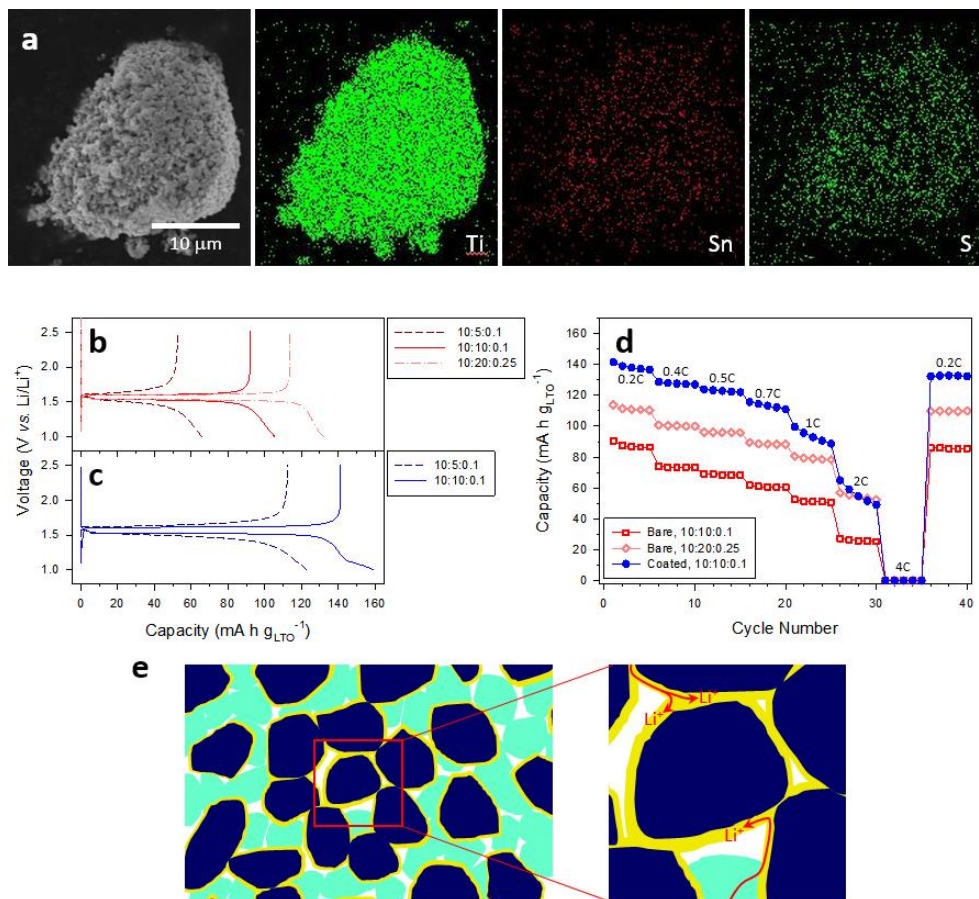 a
10 µm
Ti
Sn
S
b
2.5
2.0
1.5
1.0
10:5:0.1
10:10:0.1
10:20:0.25
c
2.5
2.0
1.5
1.0
10:5:0.1
10:10:0.1
Voltage (V vs. Li/Li⁺)
0 20 40 60 80 100 120 140 160
Capacity (mA h gLTO⁻¹)
d
160
140
120
100
80
60
40
20
0
Capacity (mA h gLTO⁻¹)
0.2C
0.4C
0.5C
0.7C
1C
2C
4C
0.2C
Bare, 10:10:0.1
Bare, 10:20:0.25
Coated, 10:10:0.1
0 10 20 30 40
Cycle Number
e
Li⁺
Li⁺
Li⁺